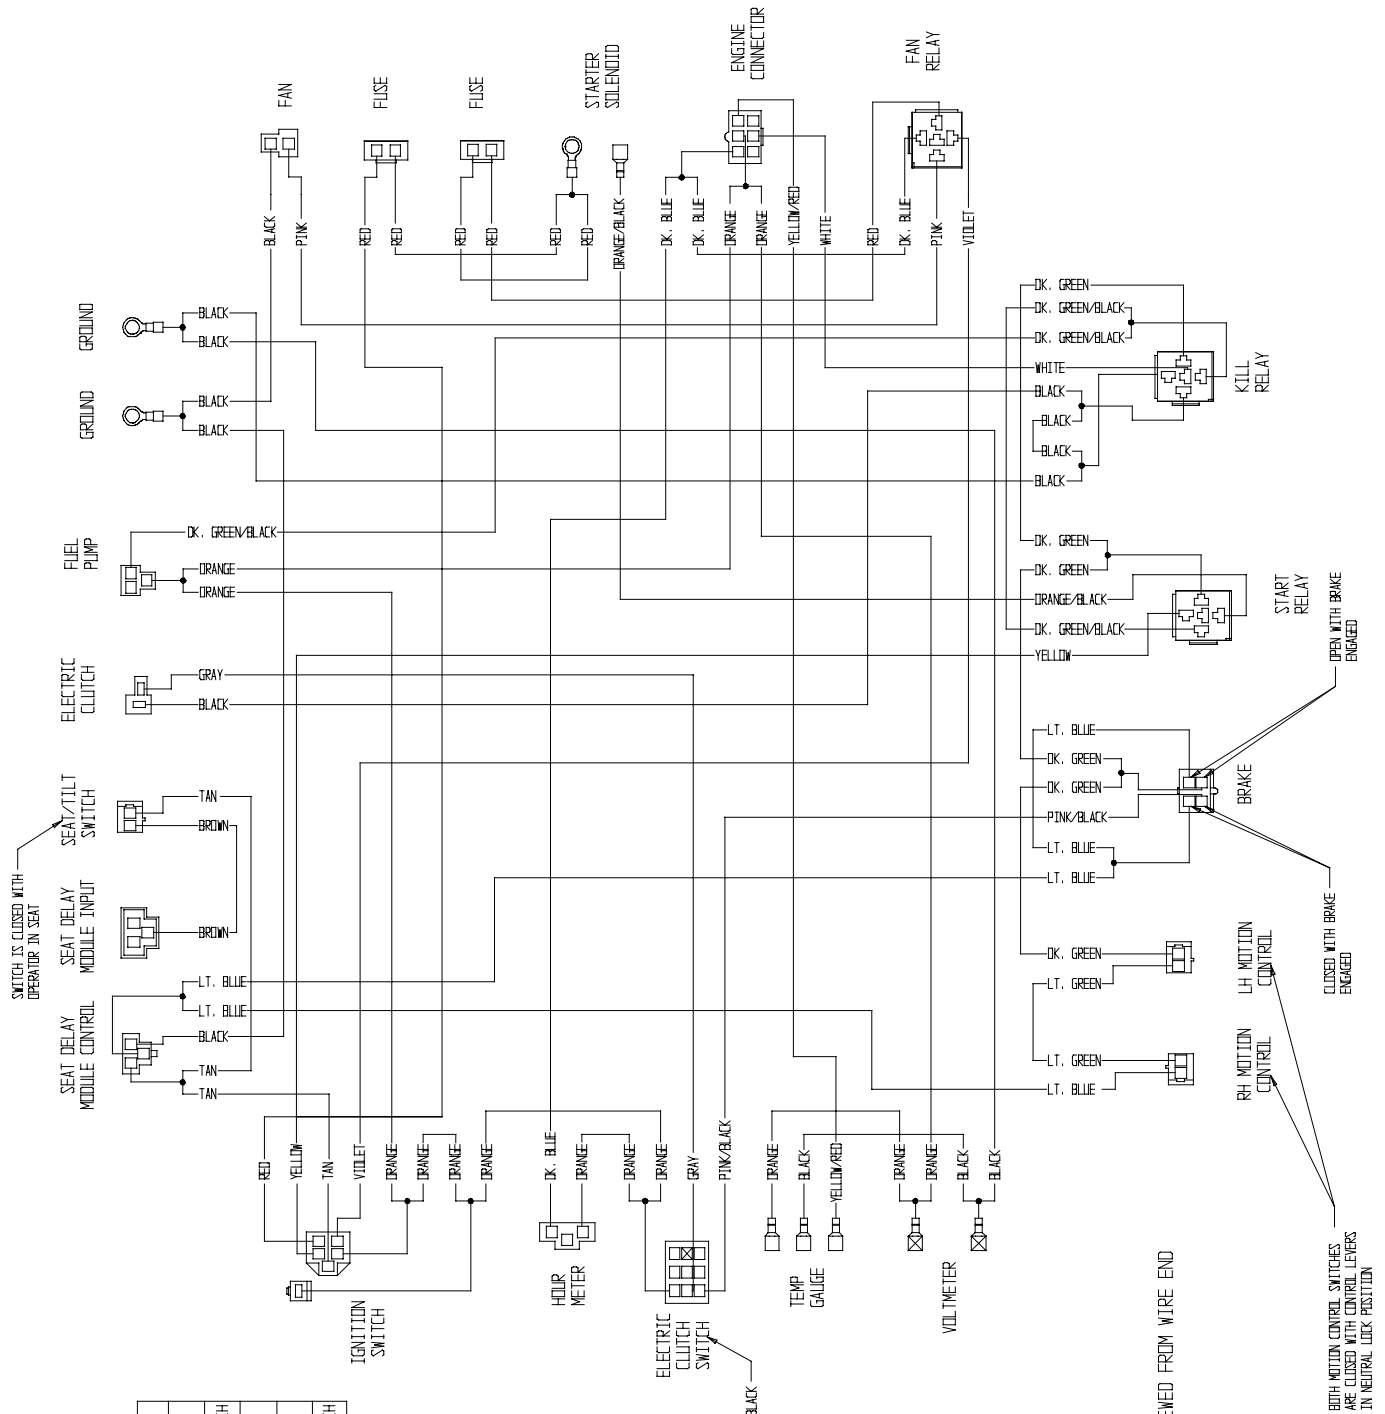 FAN
FUSE
FUSE
STARTER
SOLENOID
ENGINE
CONNECTOR
FAN
RELAY
BLACK
PINK
RED
RED
RED
RED
RED
RED
ORANGE/BLACK
DK. BLUE
DK. BLUE
ORANGE
ORANGE
YELLOW/RED
WHITE
RED
DK. BLUE
PINK
VIOLET
GROUND
BLACK
BLACK
GROUND
BLACK
BLACK
DK. GREEN
DK. GREEN/BLACK
DK. GREEN/BLACK
WHITE
BLACK
BLACK
BLACK
BLACK
KILL
RELAY
FUEL
PUMP
DK. GREEN/BLACK
ORANGE
ORANGE
DK. GREEN
DK. GREEN
ORANGE/BLACK
DK. GREEN/BLACK
YELLOW
START
RELAY
OPEN WITH BRAKE
ENGAGED
ELECTRIC
CLUTCH
GRAY
BLACK
LT. BLUE
DK. GREEN
DK. GREEN
PINK/BLACK
LT. BLUE
LT. BLUE
BRAKE
SEAT/TILT
SWITCH
TAN
BROWN
SWITCH IS CLOSED WITH
OPERATOR IN SEAT
SEAT DELAY
MODULE INPUT
BROWN
CLOSED WITH BRAKE
ENGAGED
LT. BLUE
LT. BLUE
BLACK
TAN
TAN
SEAT DELAY
MODULE CONTROL
DK. GREEN
LT. GREEN
LH MOTION
CONTROL
LT. GREEN
LT. BLUE
RH MOTION
CONTROL
RED
YELLOW
TAN
VIOLET
ORANGE
ORANGE
ORANGE
ORANGE
DK. BLUE
ORANGE
ORANGE
ORANGE
GRAY
PINK/BLACK
ORANGE
BLACK
YELLOW/RED
ORANGE
ORANGE
BLACK
BLACK
IGNITION
SWITCH
HOUR
METER
ELECTRIC
CLUTCH
SWITCH
TEMP
GAUGE
VOLTMETER
BLACK
EWED FROM WIRE END
BOTH MOTION CONTROL SWITCHES
ARE CLOSED WITH CONTROL LEVERS
IN NEUTRAL LOCK POSITION
CH
CH